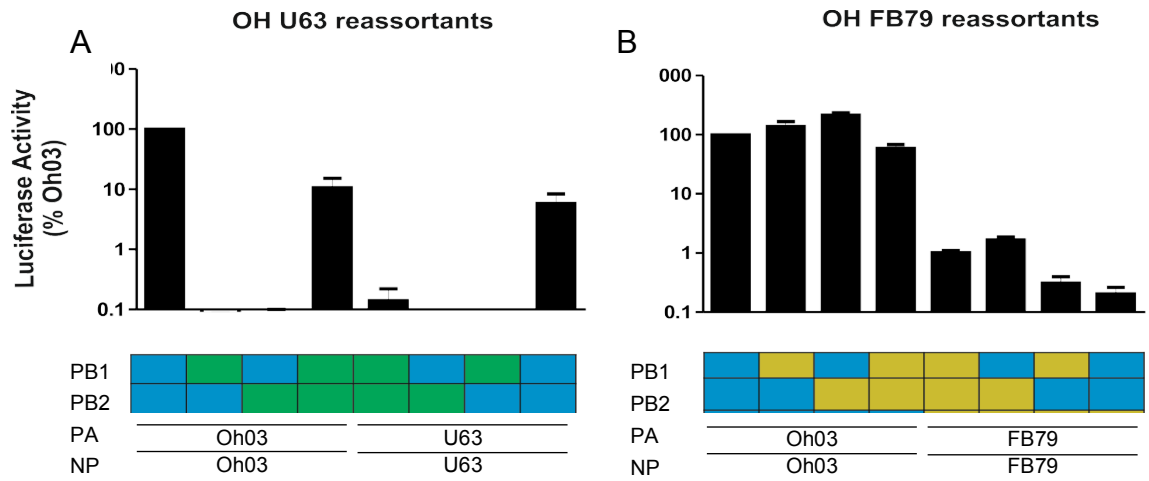 OH U63 reassortants
OH FB79 reassortants
A
B
Luciferase Activity
(% Oh03)
00
100
10
1
0.1
000
100
10
1
0.1
PB1
PB2
PA Oh03 U63
NP Oh03 U63
PB1
PB2
PA Oh03 FB79
NP Oh03 FB79